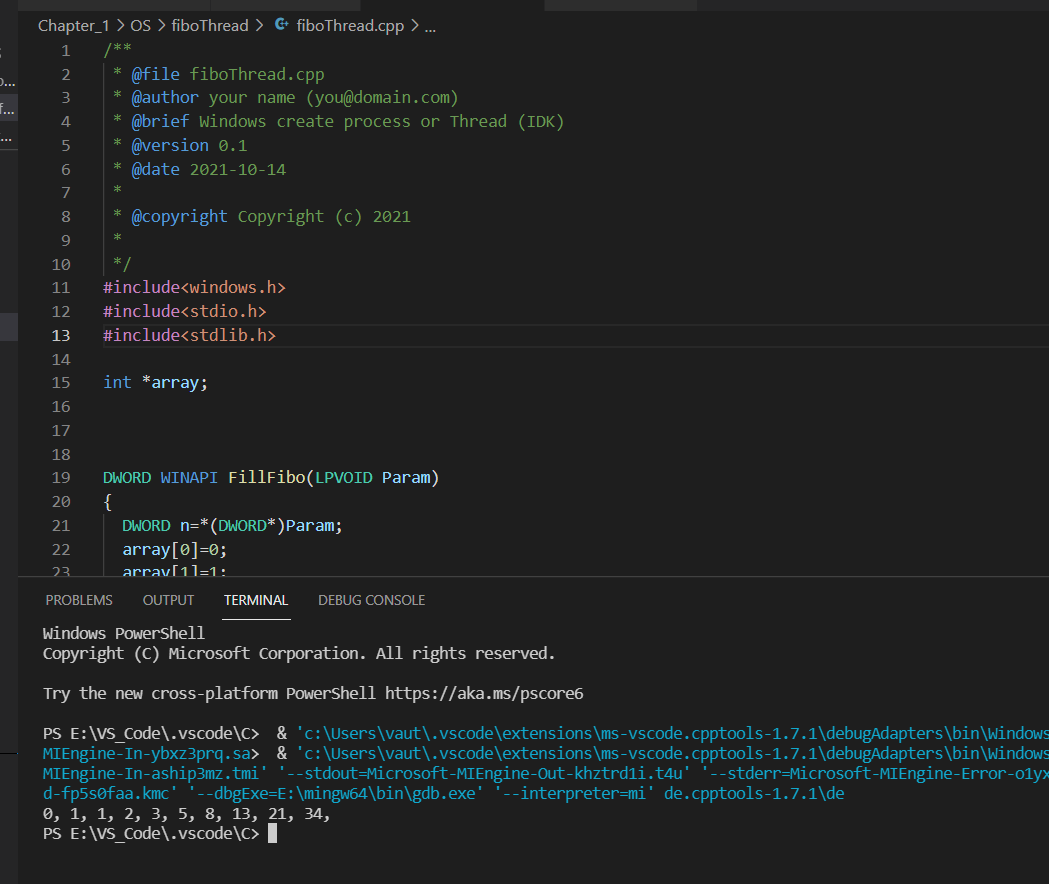 Chapter_1 > OS > fiboThread > fiboThread.cpp > ...
1 /**
2 * @file fiboThread.cpp
3 * @author your name (you@domain.com)
4 * @brief Windows create process or Thread (IDK)
5 * @version 0.1
6 * @date 2021-10-14
7 *
8 * @copyright Copyright (c) 2021
9 *
10 */
11 #include<windows.h>
12 #include<stdio.h>
13 #include<stdlib.h>
14
15 int *array;
16
17
18
19 DWORD WINAPI FillFibo(LPVOID Param)
20 {
21 DWORD n=*(DWORD*)Param;
22 array[0]=0;
23 array[1]=1;
PROBLEMS OUTPUT TERMINAL DEBUG CONSOLE
Windows PowerShell
Copyright (C) Microsoft Corporation. All rights reserved.
Try the new cross-platform PowerShell https://aka.ms/pscore6
PS E:\VS_Code\.vscode\C> & 'c:\Users\vaut\.vscode\extensions\ms-vscode.cpptools-1.7.1\debugAdapters\bin\Windows
MIEngine-In-ybxz3prq.sa> & 'c:\Users\vaut\.vscode\extensions\ms-vscode.cpptools-1.7.1\debugAdapters\bin\Windows
MIEngine-In-aship3mz.tmi' '--stdout=Microsoft-MIEngine-Out-khztrd1i.t4u' '--stderr=Microsoft-MIEngine-Error-o1yx
d-fp5s0faa.kmc' '--dbgExe=E:\mingw64\bin\gdb.exe' '--interpreter=mi' de.cpptools-1.7.1\de
0, 1, 1, 2, 3, 5, 8, 13, 21, 34,
PS E:\VS_Code\.vscode\C>